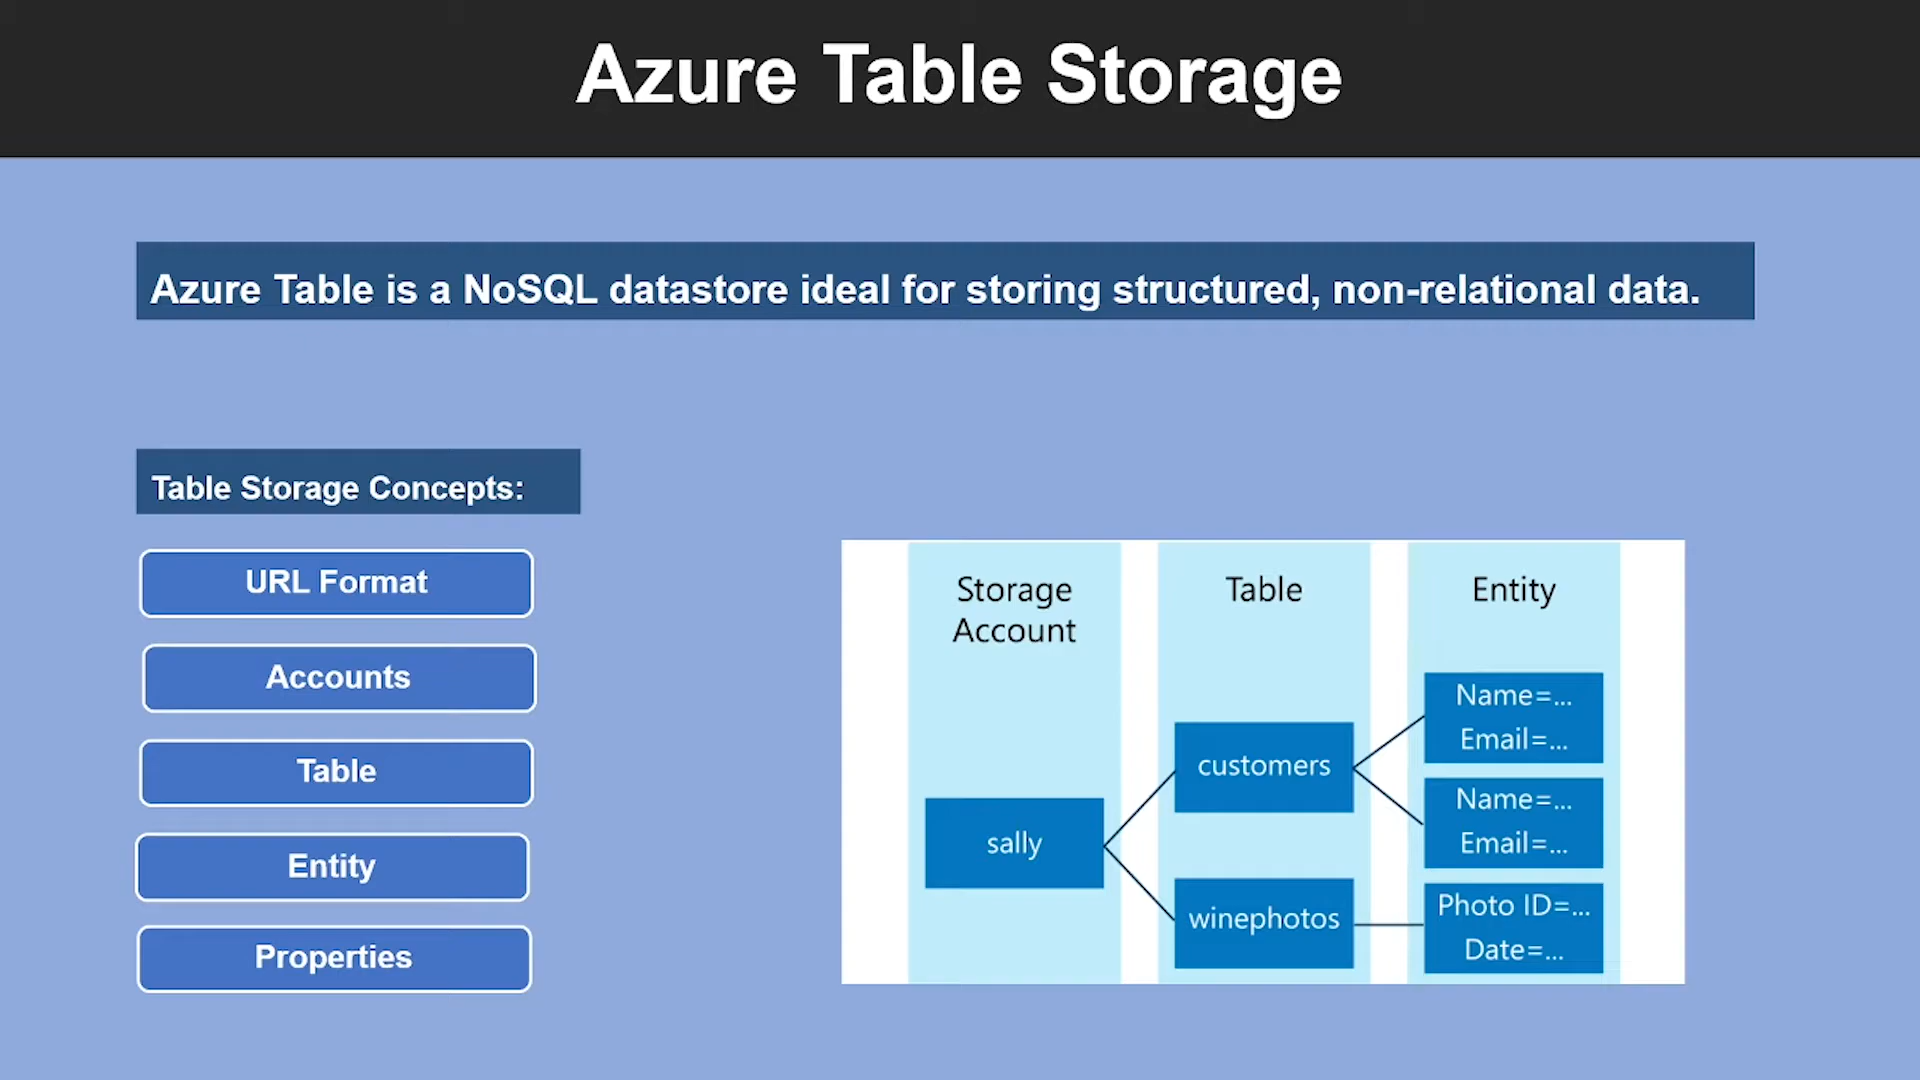 Azure Table Storage
Azure Table is a NoSQL datastore ideal for storing structured, non-relational data.
Table Storage Concepts:
URL Format
Accounts
Table
Entity
Properties
Storage
Account
sally
Table
customers
winephotos
Entity
Name=...
Email=...
Name=...
Email=...
Photo ID=...
Date=...